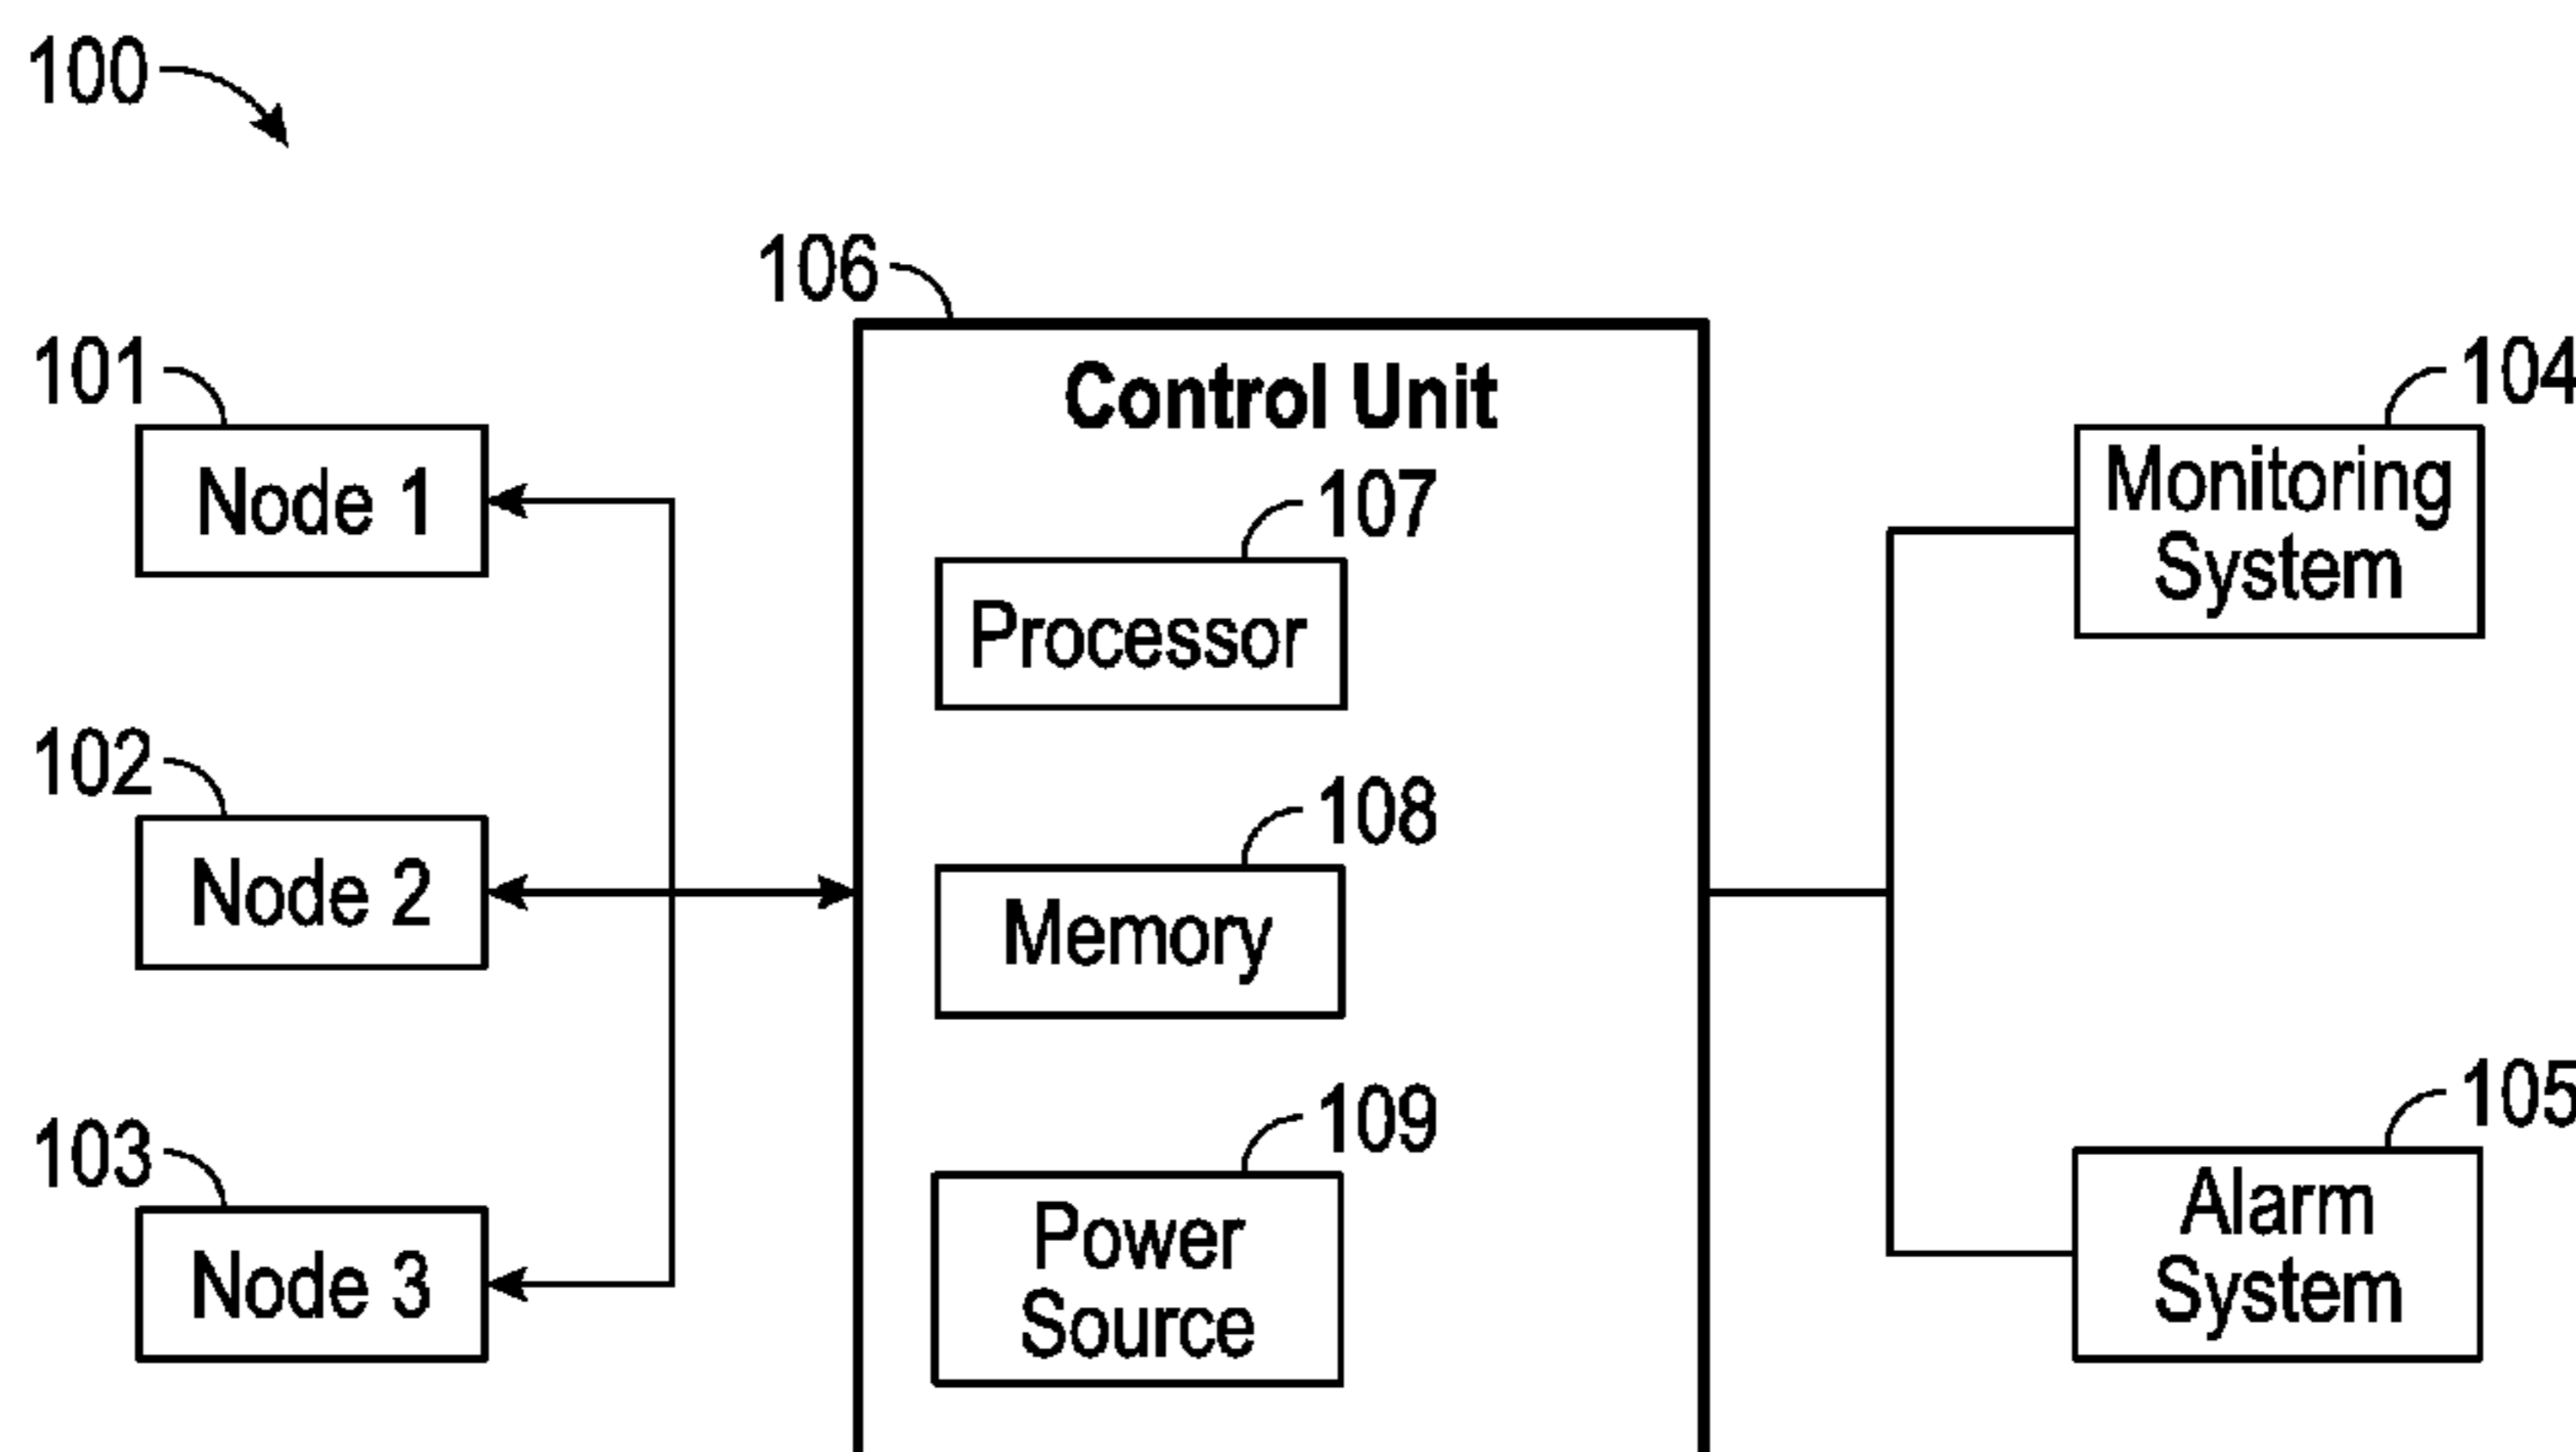 100
106
Control Unit
101
Node 1
107
Processor
104
Monitoring
System
102
Node 2
108
Memory
103
Node 3
109
Power
Source
105
Alarm
System